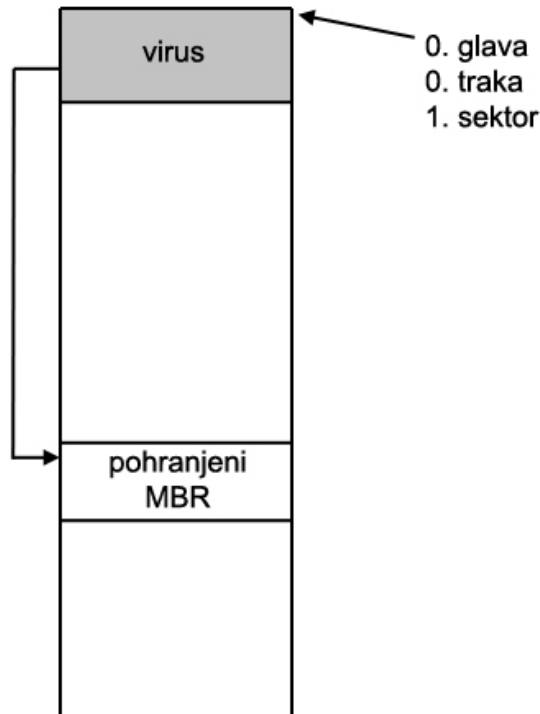 virus
0. glava
0. traka
1. sektor
pohranjeni
MBR